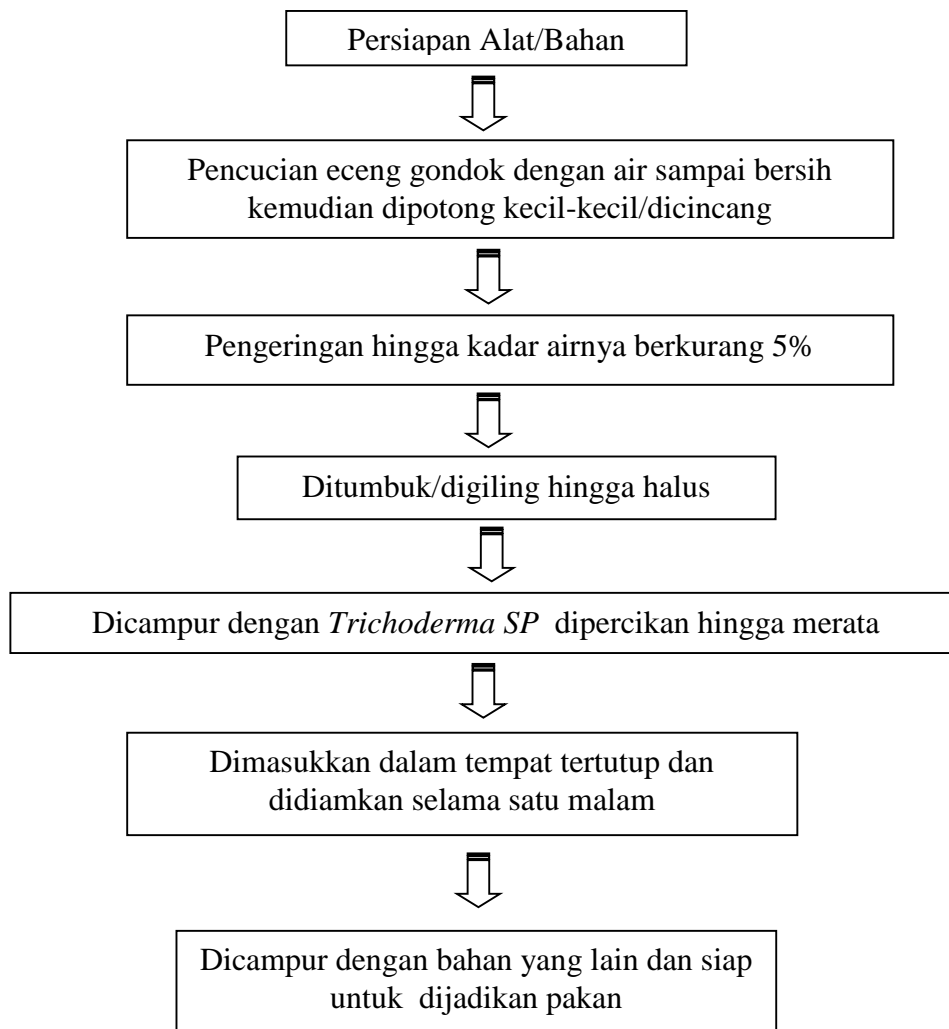 Persiapan Alat/Bahan
Pencucian eceng gondok dengan air sampai bersih
kemudian dipotong kecil-kecil/dicincang
Pengeringan hingga kadar airnya berkurang 5%
Ditumbuk/digiling hingga halus
Dicampur dengan Trichoderma SP dipercikan hingga merata
Dimasukkan dalam tempat tertutup dan
didiamkan selama satu malam
Dicampur dengan bahan yang lain dan siap
untuk dijadikan pakan